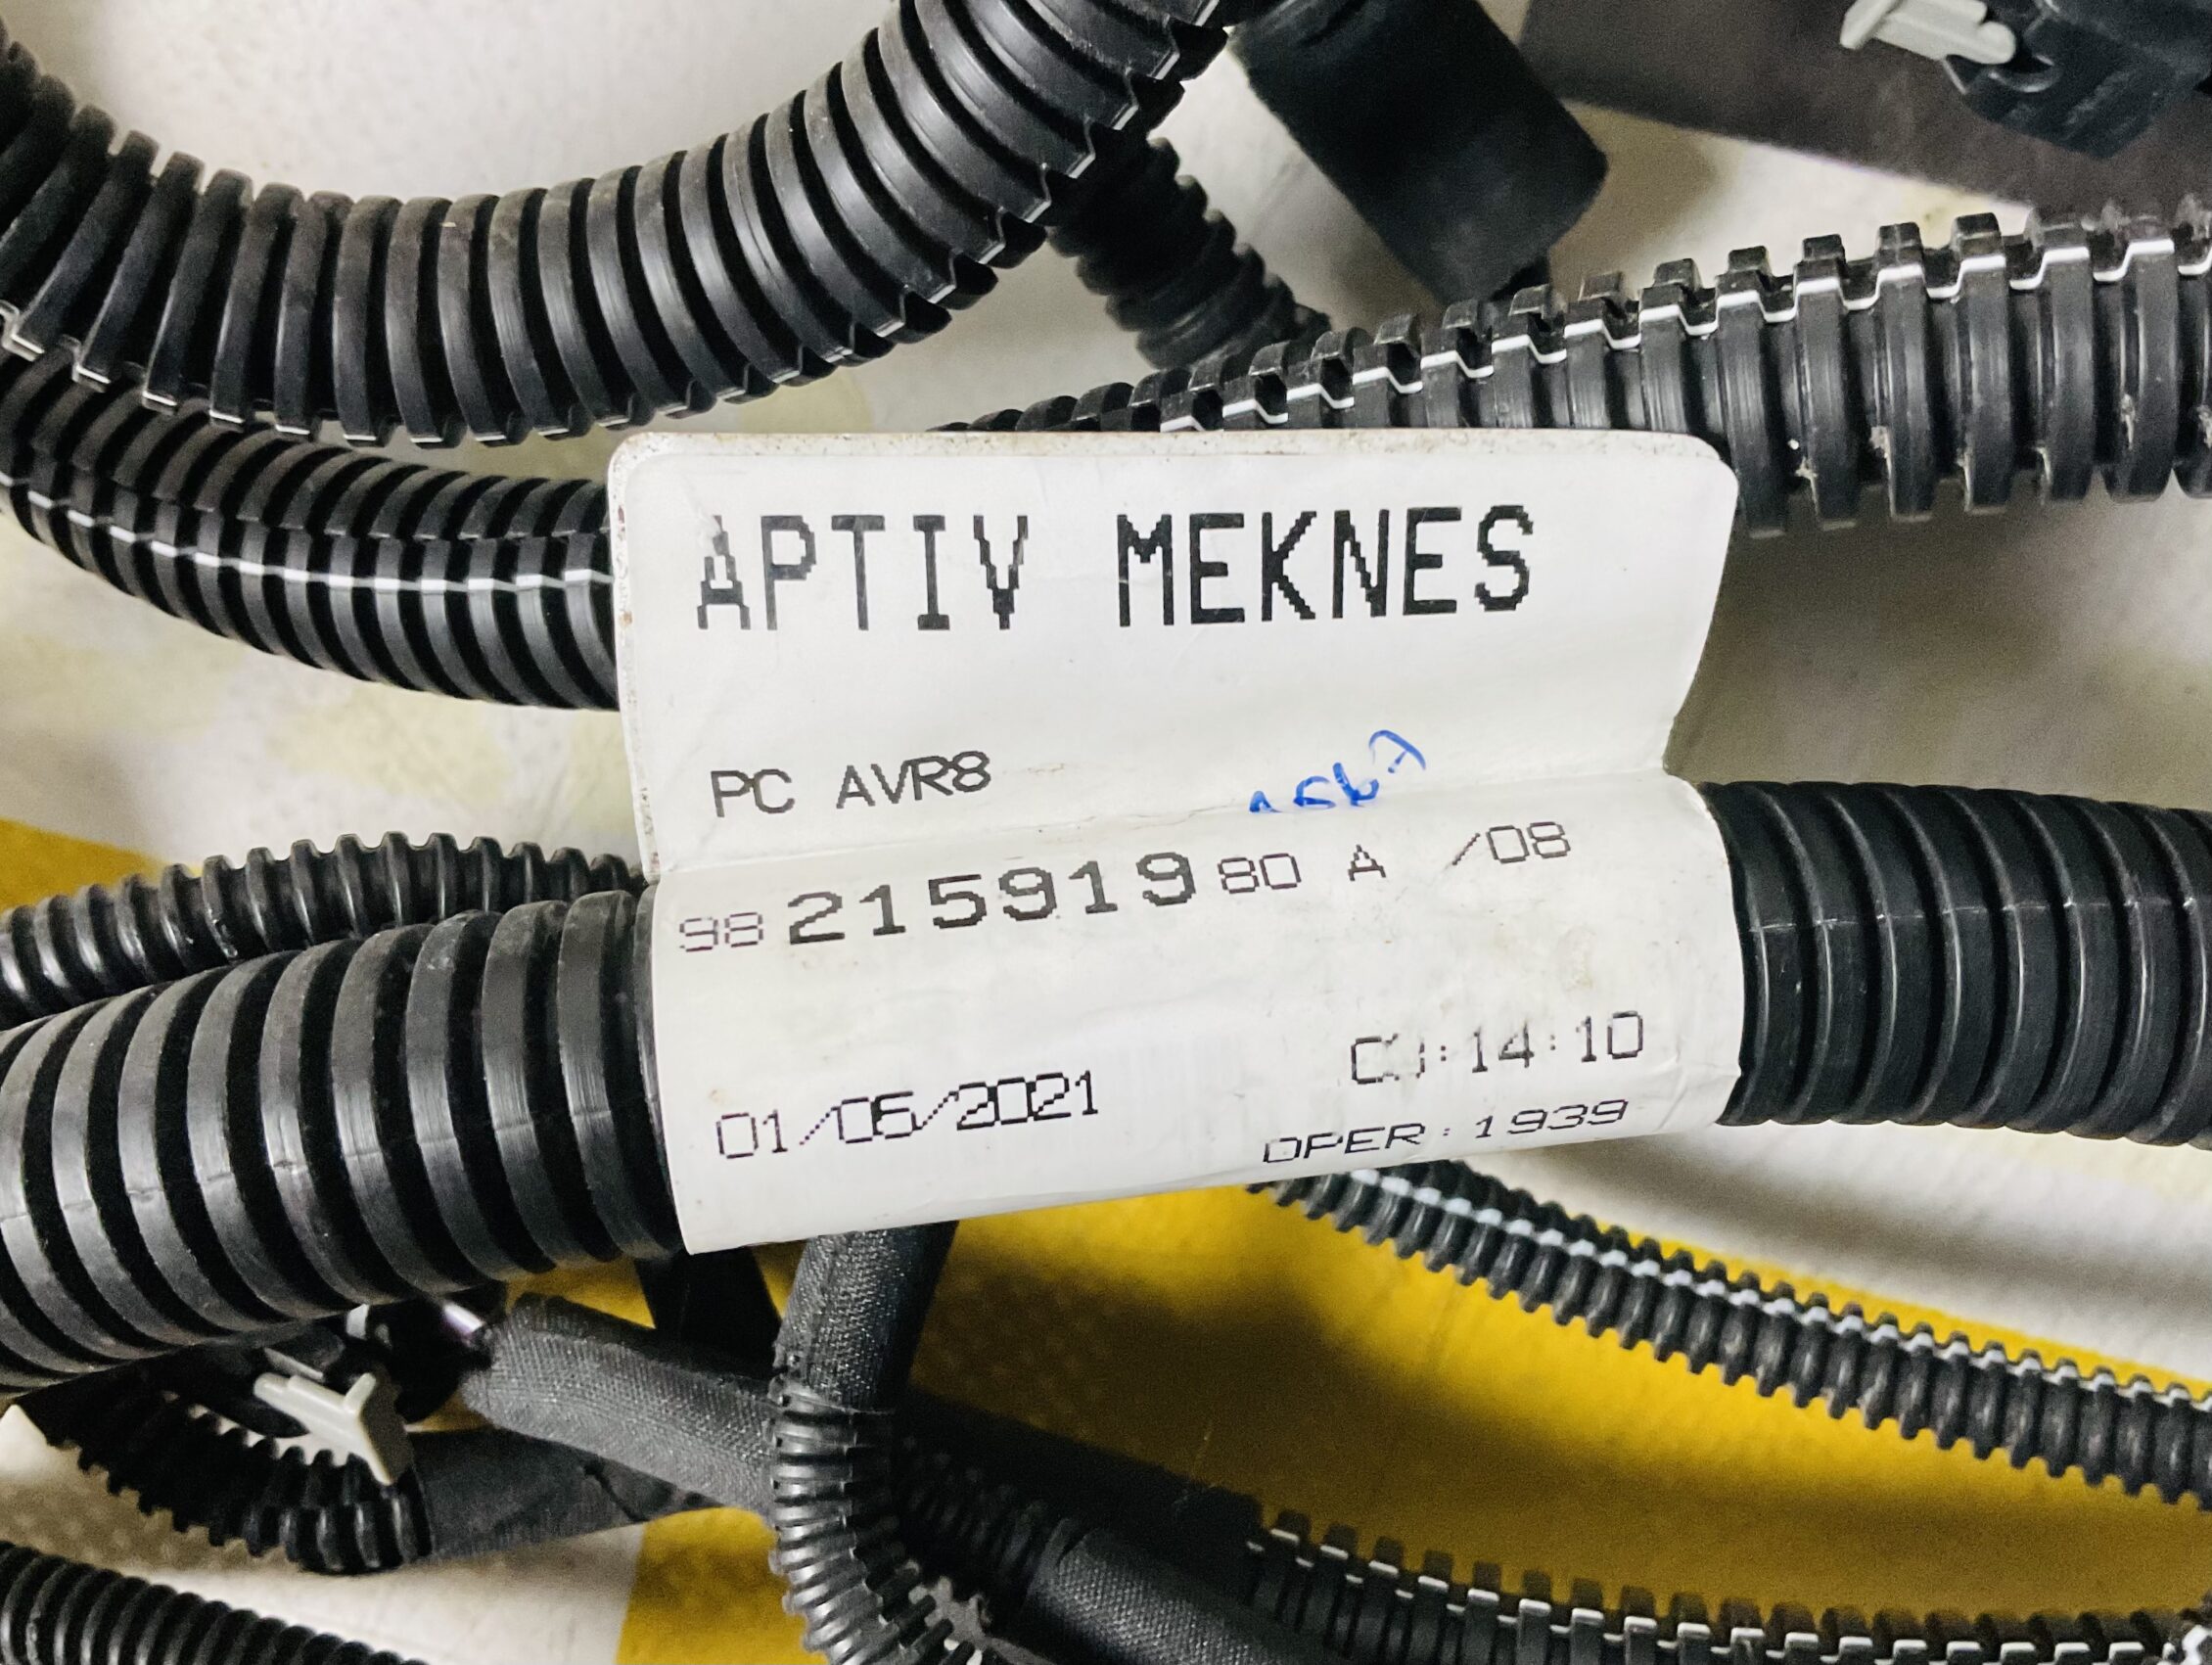 APTIV MEKNES
PC AVR8
98 215919 80 A /08
:14:10
01/06/2021
OPER: 1939